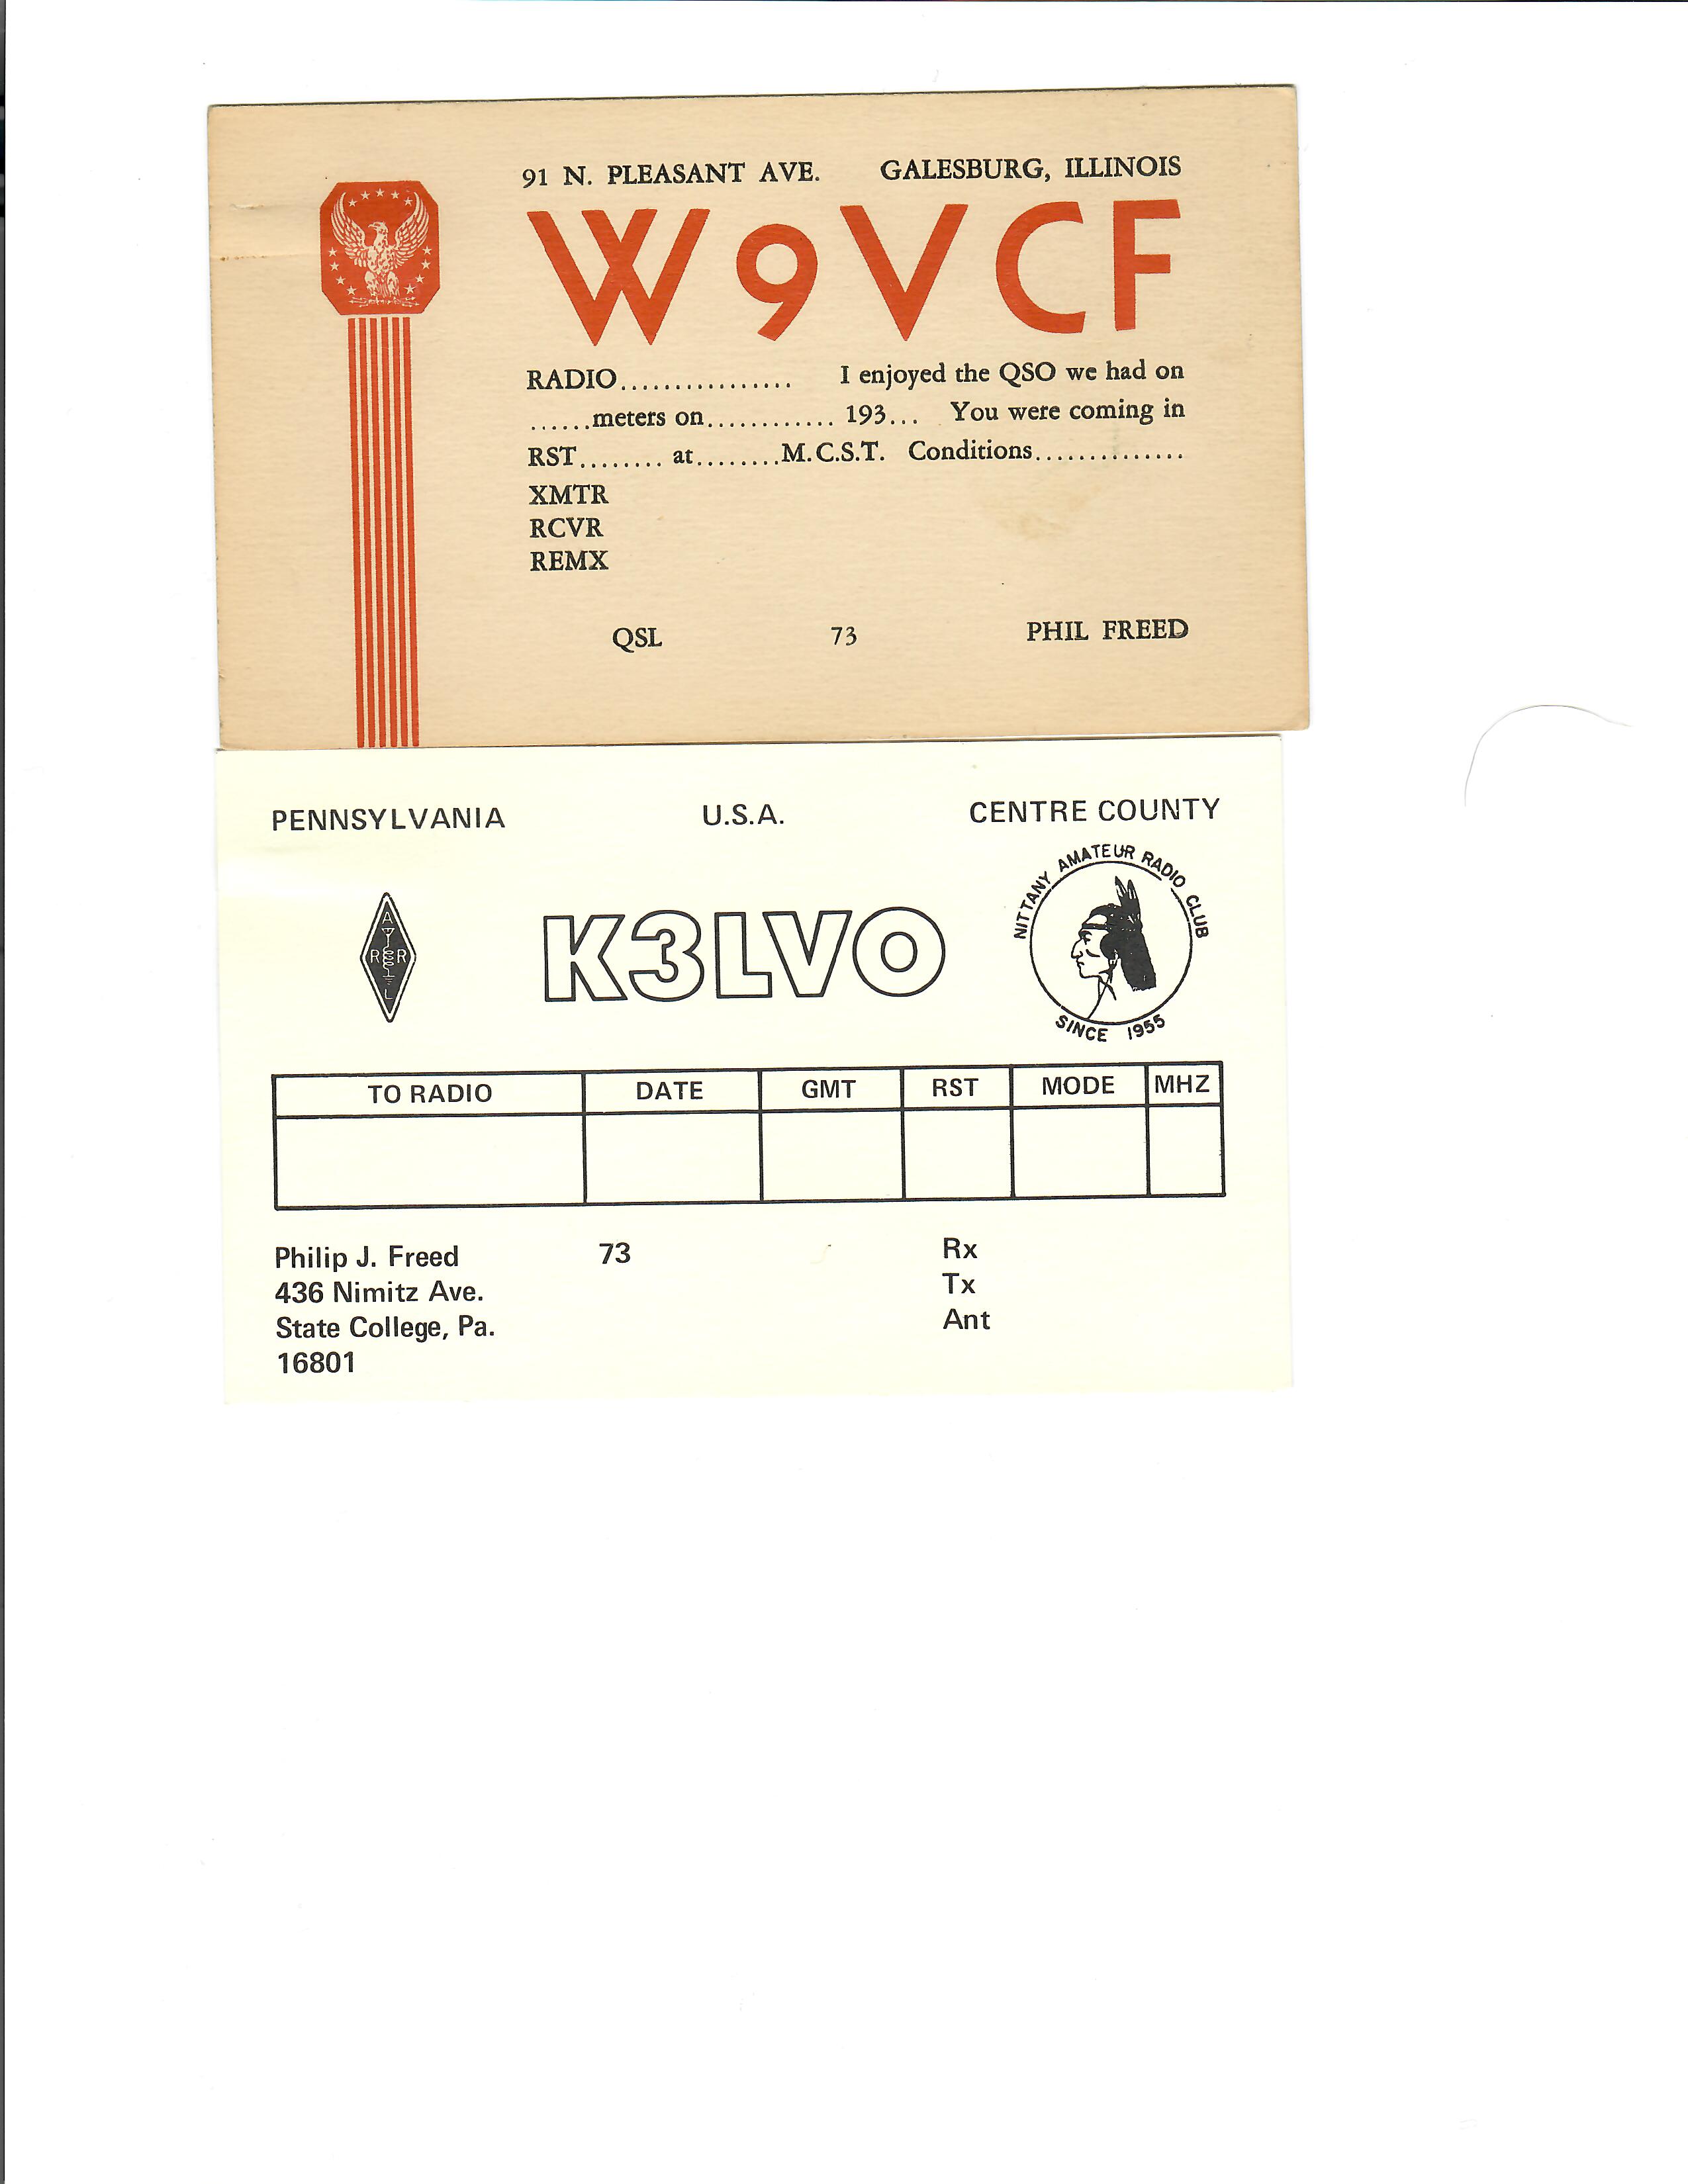 91 N. PLEASANT AVE. GALESBURG, ILLINOIS
W9VCF
RADIO................ I enjoyed the QSO we had on
......meters on............ 193... You were coming in
RST........ at........M.C.S.T. Conditions..............
XMTR
RCVR
REMX
QSL 73 PHIL FREED
PENNSYLVANIA U.S.A. CENTRE COUNTY
NITTANY AMATEUR RADIO CLUB
A
R R
L
K3LVO
SINCE 1955
TO RADIO DATE GMT RST MODE MHZ
Philip J. Freed 73 Rx
436 Nimitz Ave. Tx
State College, Pa. Ant
16801